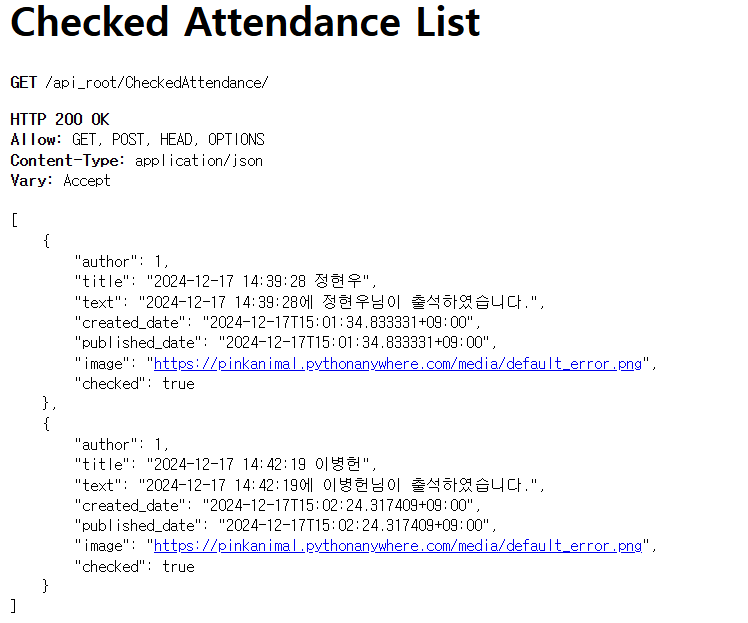 Checked Attendance List
GET /api_root/CheckedAttendance/
HTTP 200 OK
Allow: GET, POST, HEAD, OPTIONS
Content-Type: application/json
Vary: Accept
[
    {
        "author": 1,
        "title": "2024-12-17 14:39:28 정현우",
        "text": "2024-12-17 14:39:28에 정현우님이 출석하였습니다.",
        "created_date": "2024-12-17T15:01:34.833331+09:00",
        "published_date": "2024-12-17T15:01:34.833331+09:00",
        "image": "https://pinkanimal.pythonanywhere.com/media/default_error.png",
        "checked": true
    },
    {
        "author": 1,
        "title": "2024-12-17 14:42:19 이병헌",
        "text": "2024-12-17 14:42:19에 이병헌님이 출석하였습니다.",
        "created_date": "2024-12-17T15:02:24.317409+09:00",
        "published_date": "2024-12-17T15:02:24.317409+09:00",
        "image": "https://pinkanimal.pythonanywhere.com/media/default_error.png",
        "checked": true
    }
]